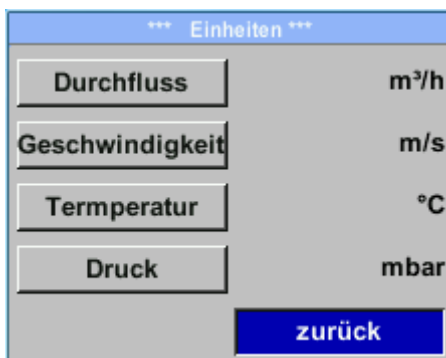 *** Einheiten ***
Durchfluss m³/h
Geschwindigkeit m/s
Termperatur °C
Druck mbar
zurück